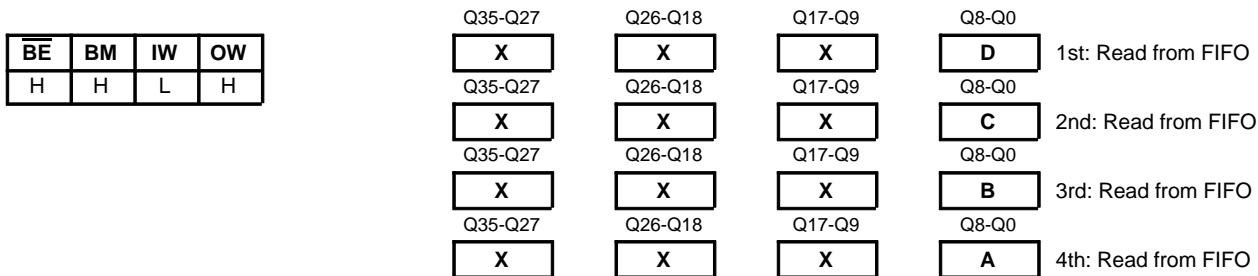 Q35-Q27 Q26-Q18 Q17-Q9 Q8-Q0
BE BM IW OW X X X D 1st: Read from FIFO
H H L H
Q35-Q27 Q26-Q18 Q17-Q9 Q8-Q0
X X X C 2nd: Read from FIFO
Q35-Q27 Q26-Q18 Q17-Q9 Q8-Q0
X X X B 3rd: Read from FIFO
Q35-Q27 Q26-Q18 Q17-Q9 Q8-Q0
X X X A 4th: Read from FIFO